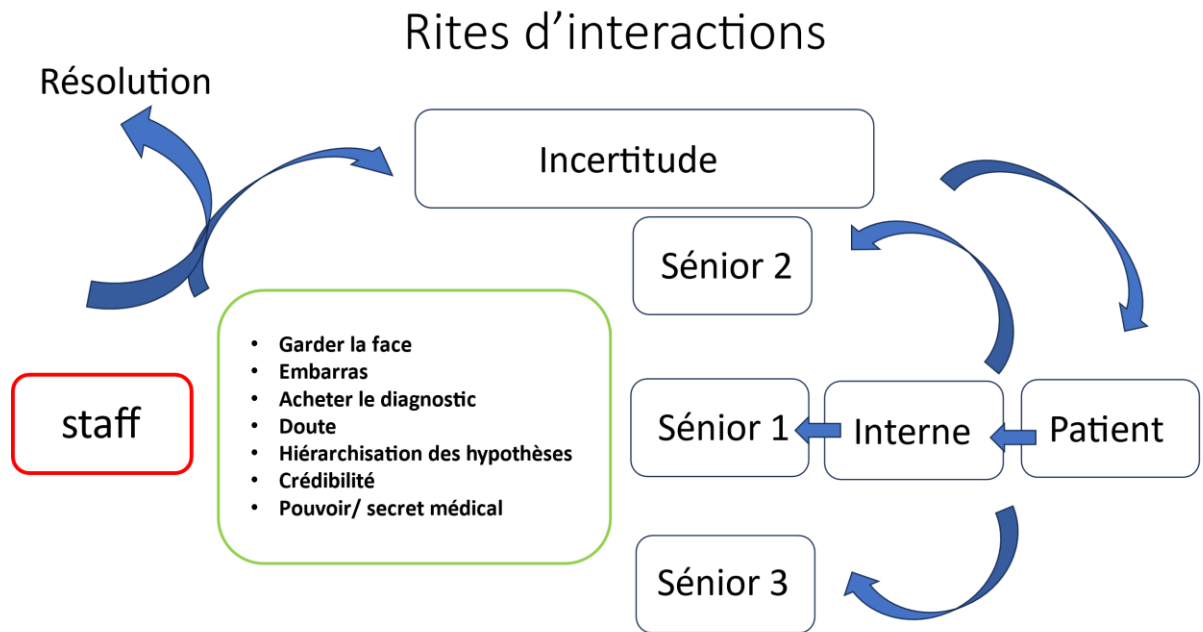 Rites d’interactions
Résolution
Incertitude
Sénior 2
• Garder la face
• Embarras
• Acheter le diagnostic
• Doute
• Hiérarchisation des hypothèses
• Crédibilité
• Pouvoir/ secret médical
staff
Sénior 1
Interne
Patient
Sénior 3